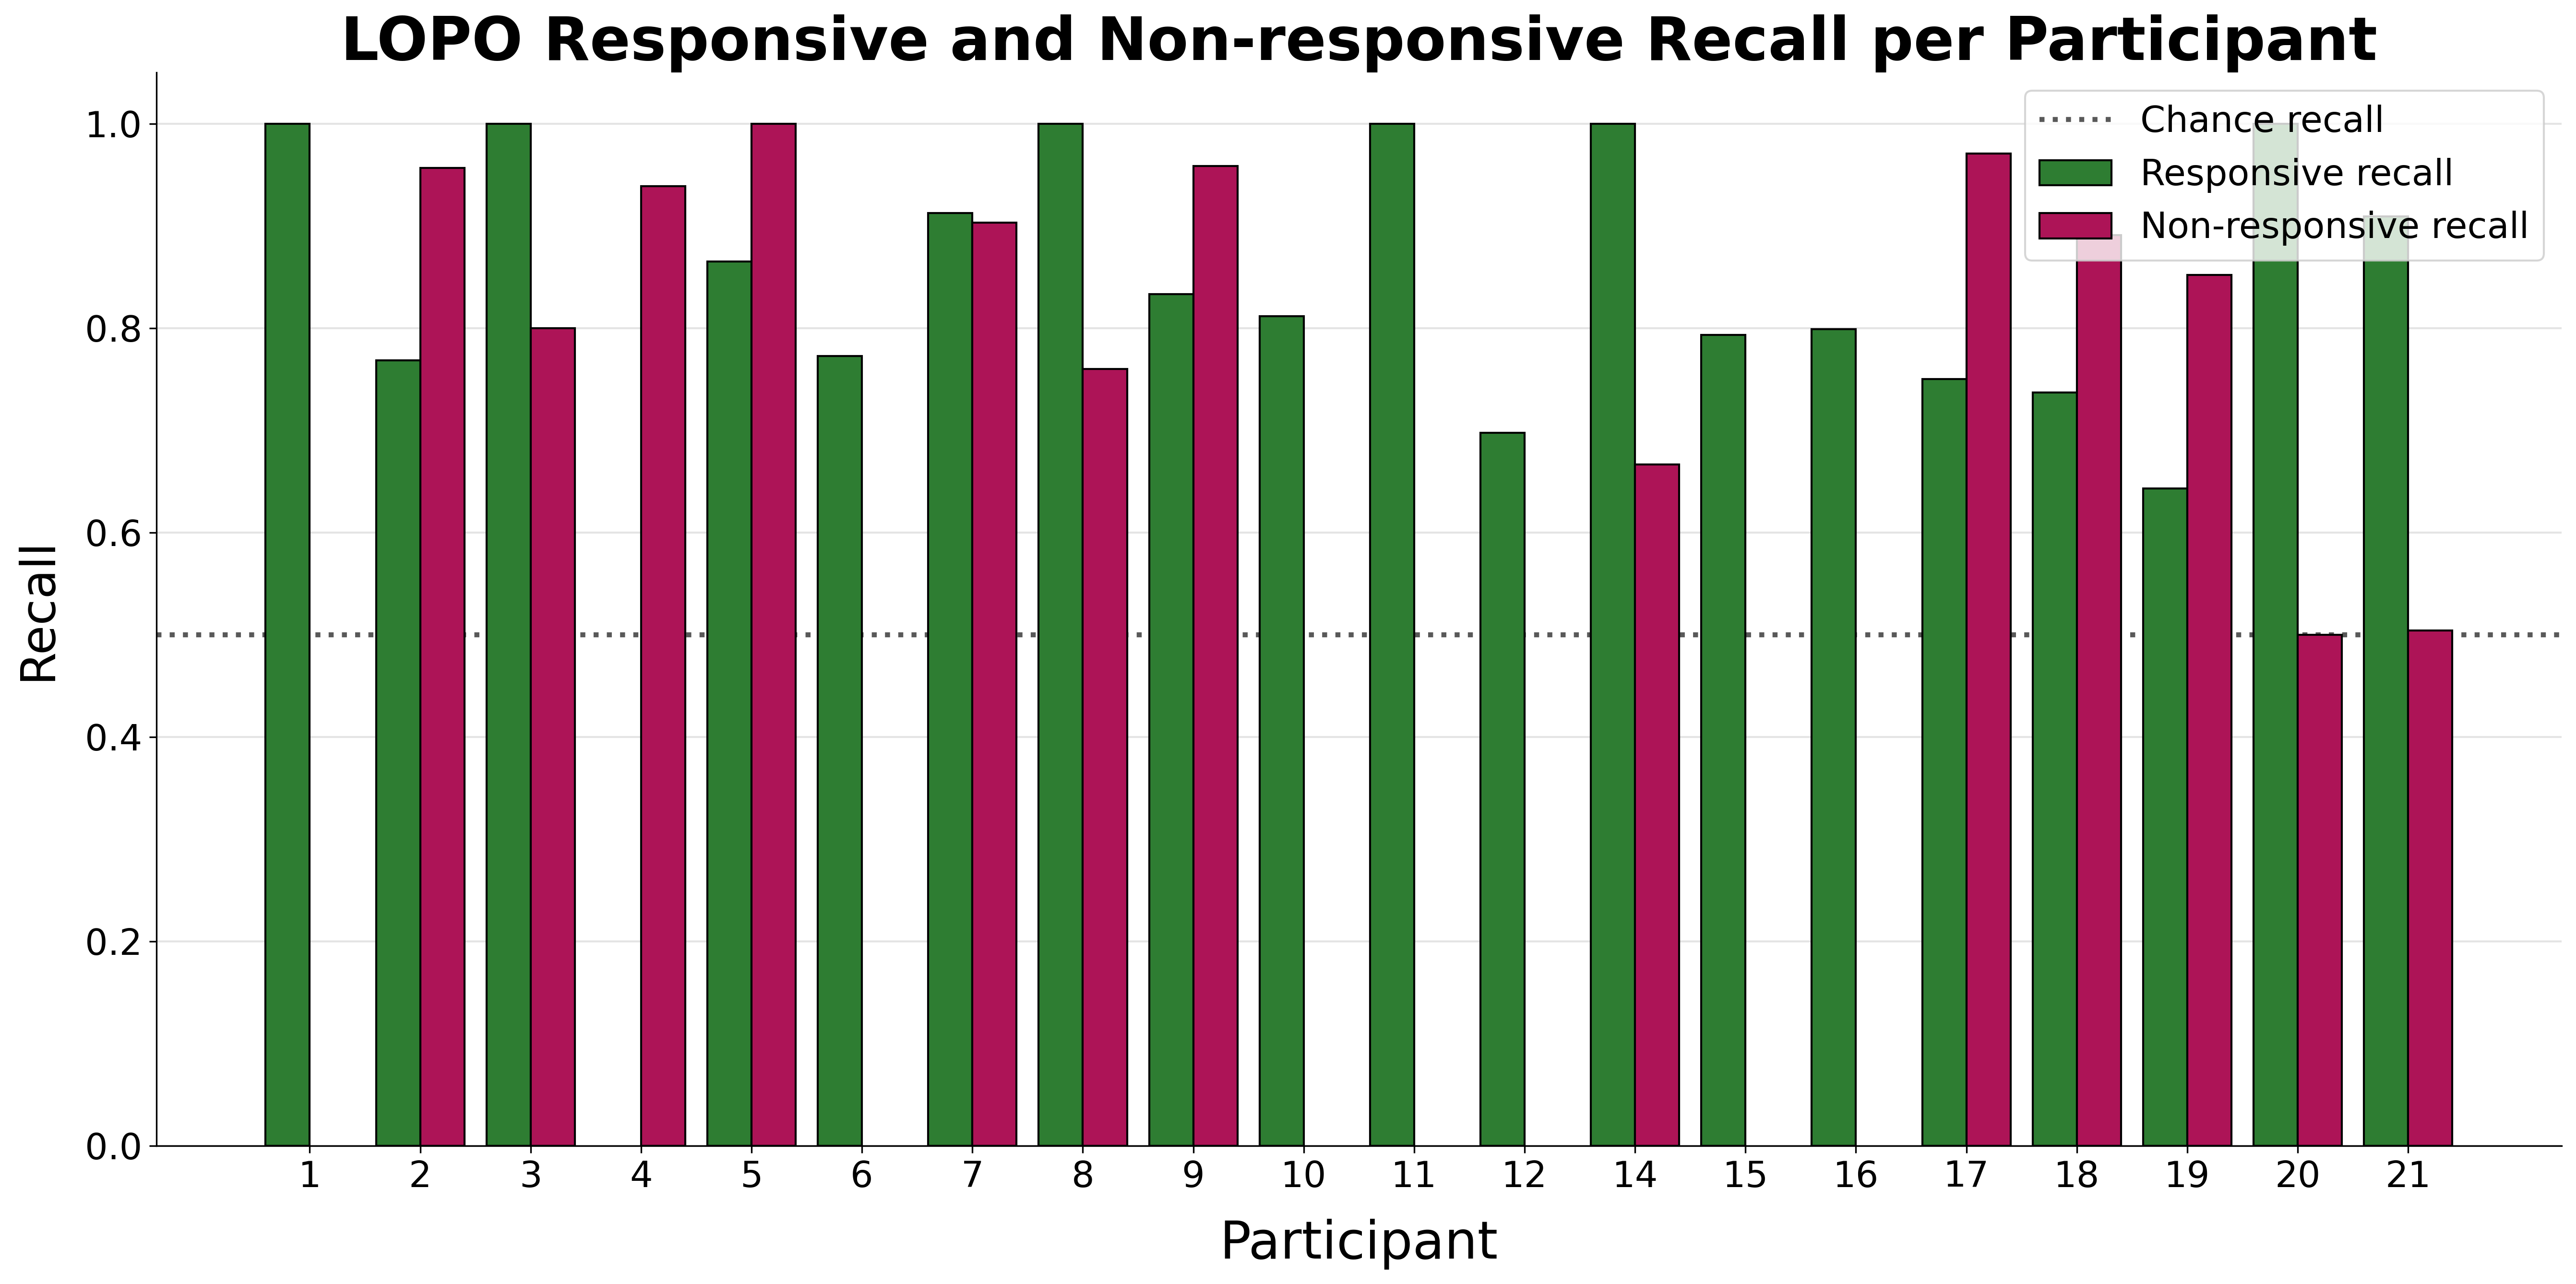 LOPO Responsive and Non-responsive Recall per Participant
Chance recall
Responsive recall
Non-responsive recall
Recall
1.0
0.8
0.6
0.4
0.2
0.0
1 2 3 4 5 6 7 8 9 10 11 12 14 15 16 17 18 19 20 21
Participant